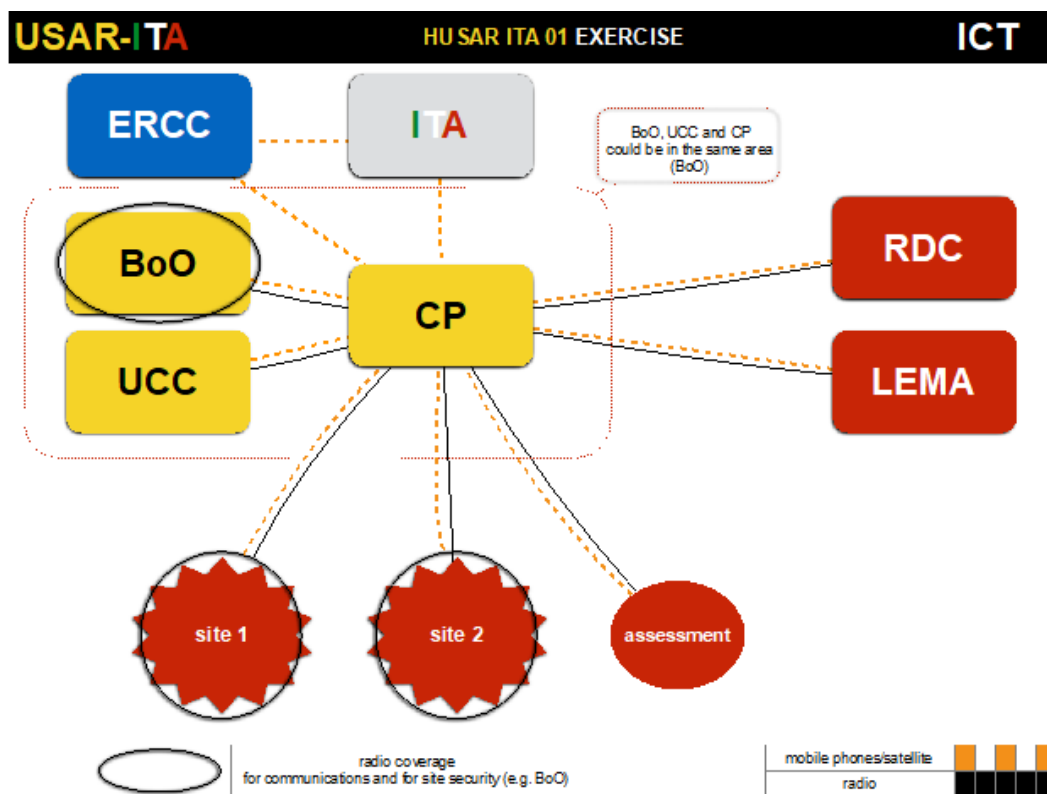 USAR-ITA
HUSAR ITA 01 EXERCISE
ICT
ERCC
ITA
BoO, UCC and CP
could be in the same area
(BoO)
BoO
RDC
CP
UCC
LEMA
site 1
site 2
assessment
radio coverage
for communications and for site security (e.g. BoO)
mobile phones/satellite
radio